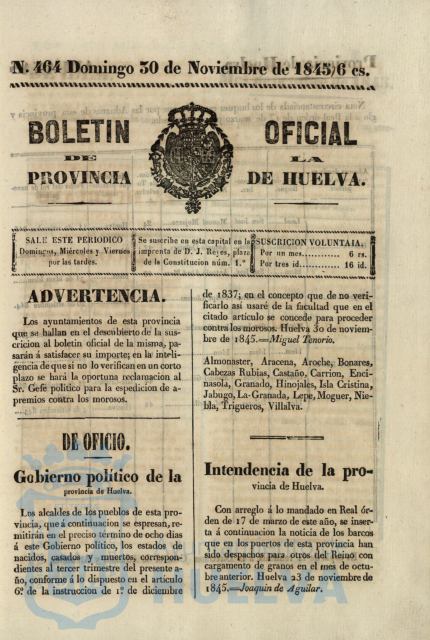 N. 464 Domingo 30 de Noviembre de 1845/6 cs.
BOLETIN OFICIAL
DE LA
PROVINCIA DE HUELVA.
SALE ESTE PERIODICO
Domingos, Miércoles y Viernes
por las tardes.
Se suscribe en esta capital en la
imprenta de D. J. Reyes, plaza
de la Constitucion núm. 1.º
SUSCRICION VOLUNTARIA.
Por un mes........... 6 rs.
Por tres id........... 16 id.
ADVERTENCIA.
Los ayuntamientos de esta provincia
que se hallan en el descubierto de la sus-
cricion al boletin oficial de la misma, pa-
sarán á satisfacer su importe; en la inteli-
gencia de que si no lo verifican en un corto
plazo se hará la oportuna reclamacion al
Sr. Gefe politico para la espedicion de a-
premios contra los morosos.
DE OFICIO.
Gobierno político de la
provincia de Huelva.
Los alcaldes de los pueblos de esta pro-
vincia, que á continuacion se espresan, re-
mitirán en el preciso término de ocho dias
á este Gobierno político, los estados de
nacidos, casados y muertos, correspon-
dientes al tercer trimestre del presente a-
ño, conforme á lo dispuesto en el artículo
6º de la instruccion de 1º de diciembre
de 1837; en el concepto que de no veri-
ficarlo así usaré de la facultad que en el
citado artículo se concede para proceder
contra los morosos. Huelva 30 de noviem-
bre de 1845.=Miguel Tenorio.
Almonaster, Aracena, Aroche, Bonares,
Cabezas Rubias, Castaño, Carrion, Enci-
nasola, Granado, Hinojales, Isla Cristina,
Jabugo, La-Granada, Lepe, Moguer, Nie-
bla, Trigueros, Villalva.
Intendencia de la pro-
vincia de Huelva.
Con arreglo á lo mandado en Real ór-
den de 17 de marzo de este año, se inser-
ta á continuacion la noticia de los barcos
que en los puertos de esta provincia han
sido despachos para otros del Reino con
cargamento de granos en el mes de octu-
bre anterior. Huelva 23 de noviembre de
1845.=Joaquin de Aguilar.
HUELVA